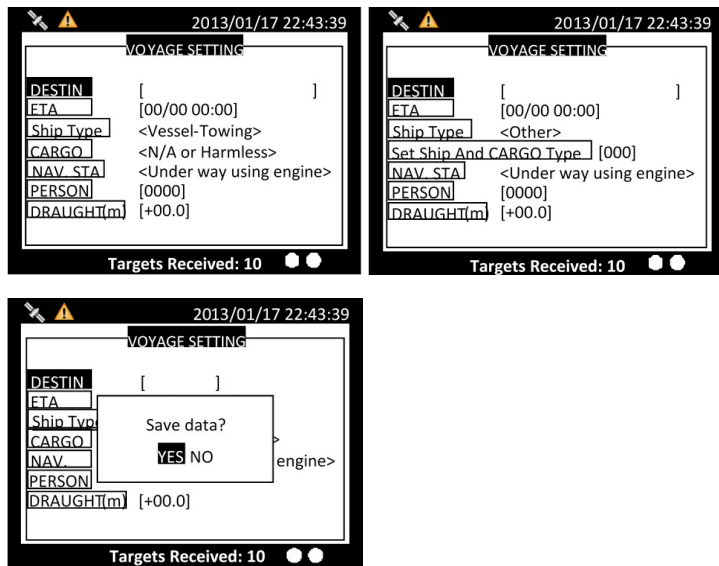 2013/01/17 22:43:39
VOYAGE SETTING
DESTIN [ ]
ETA [00/00 00:00]
Ship Type <Vessel-Towing>
CARGO <N/A or Harmless>
NAV. STA <Under way using engine>
PERSON [0000]
DRAUGHT(m) [+00.0]
Targets Received: 10
2013/01/17 22:43:39
VOYAGE SETTING
DESTIN [ ]
ETA [00/00 00:00]
Ship Type <Other>
Set Ship And CARGO Type [000]
NAV. STA <Under way using engine>
PERSON [0000]
DRAUGHT(m) [+00.0]
Targets Received: 10
2013/01/17 22:43:39
VOYAGE SETTING
DESTIN [ ]
ETA
Ship Type
Save data?
CARGO >
YES NO
NAV. engine>
PERSON
DRAUGHT(m) [+00.0]
Targets Received: 10